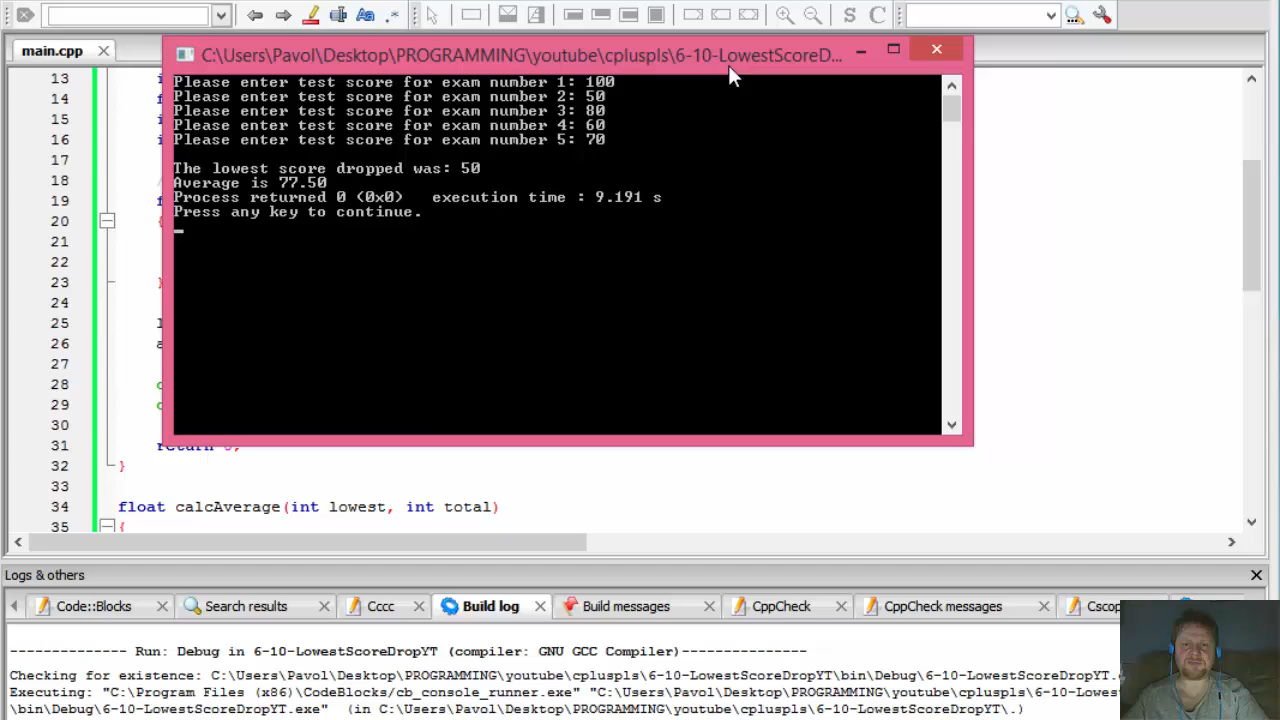 main.cpp
C:\Users\Pavol\Desktop\PROGRAMMING\youtube\cpluspls\6-10-LowestScoreD...
Please enter test score for exam number 1: 100
Please enter test score for exam number 2: 50
Please enter test score for exam number 3: 80
Please enter test score for exam number 4: 60
Please enter test score for exam number 5: 70
The lowest score dropped was: 50
Average is 77.50
Process returned 0 (0x0) execution time : 9.191 s
Press any key to continue.
13
14
15
16
17
18
19
20 {
21
22
23 }
24
25
26
27
28
29
30
31 return 0;
32 }
33
34 float calcAverage(int lowest, int total)
35 {
Logs & others
Code::Blocks Search results Cccc Build log Build messages CppCheck CppCheck messages
-------------- Run: Debug in 6-10-LowestScoreDropYT (compiler: GNU GCC Compiler)---------------
Checking for existence: C:\Users\Pavol\Desktop\PROGRAMMING\youtube\cpluspls\6-10-LowestScoreDropYT\bin\Debug\6-10-LowestScoreDropYT.
Executing: "C:\Program Files (x86)\CodeBlocks/cb_console_runner.exe" "C:\Users\Pavol\Desktop\PROGRAMMING\youtube\cpluspls\6-10-Lowest
\bin\Debug\6-10-LowestScoreDropYT.exe" (in C:\Users\Pavol\Desktop\PROGRAMMING\youtube\cpluspls\6-10-LowestScoreDropYT\.)